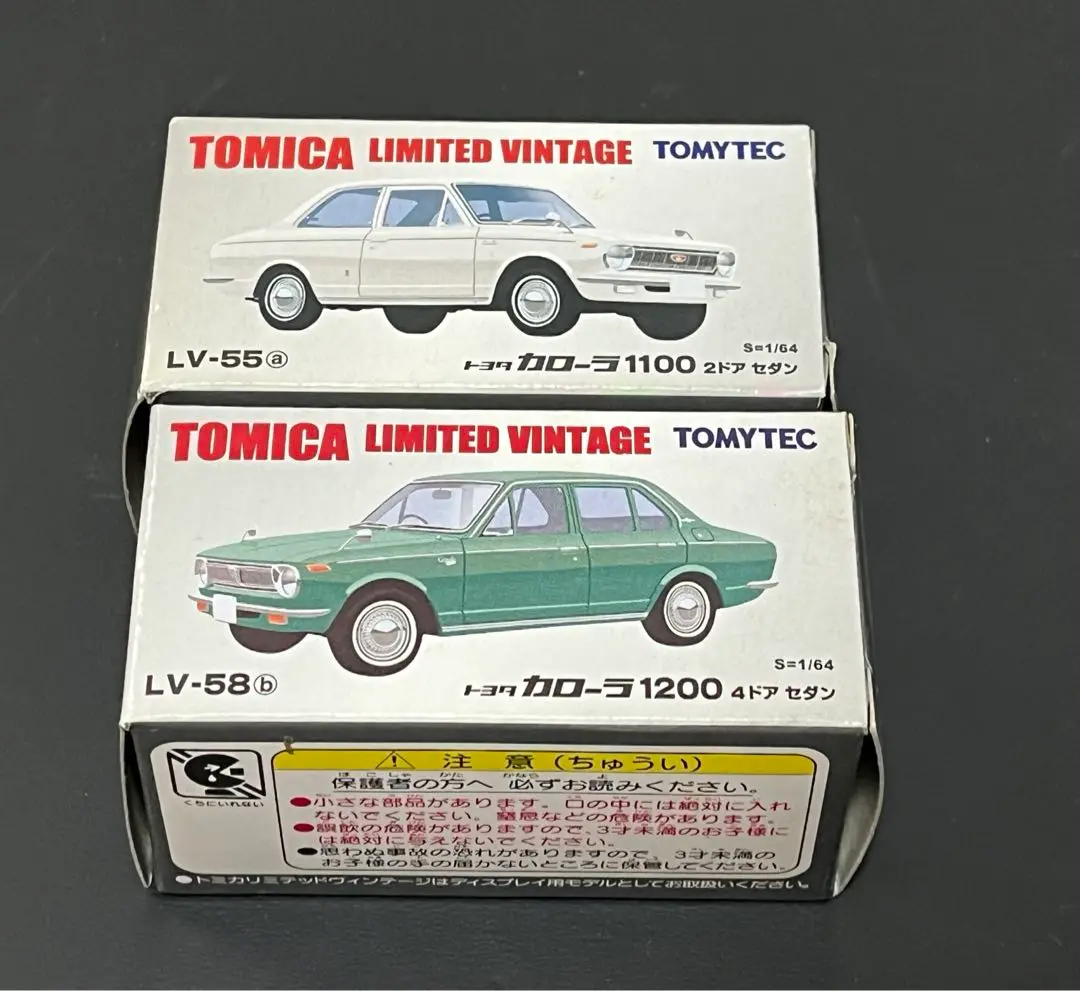 TOMICA LIMITED VINTAGE TOMYTEC
S=1/64
LV-55ⓐ トヨタ カローラ 1100 2ドア セダン
TOMICA LIMITED VINTAGE TOMYTEC
S=1/64
LV-58ⓑ トヨタ カローラ 1200 4ドア セダン
⚠ 注 意 (ちゅうい)
保護者の方へ 必ずお読みください。
くちにいれない
●小さな部品があります。口の中には絶対に入れ
ないでください。窒息などの危険があります。
●誤飲の危険がありますので、3才未満のお子様に
は絶対に与えないでください。
●思わぬ事故の恐れがありますので、3才未満の
お子様の手の届かないところに保管してください。
●トミカリミテッドヴィンテージはディスプレイ用モデルとしてお取扱いください。